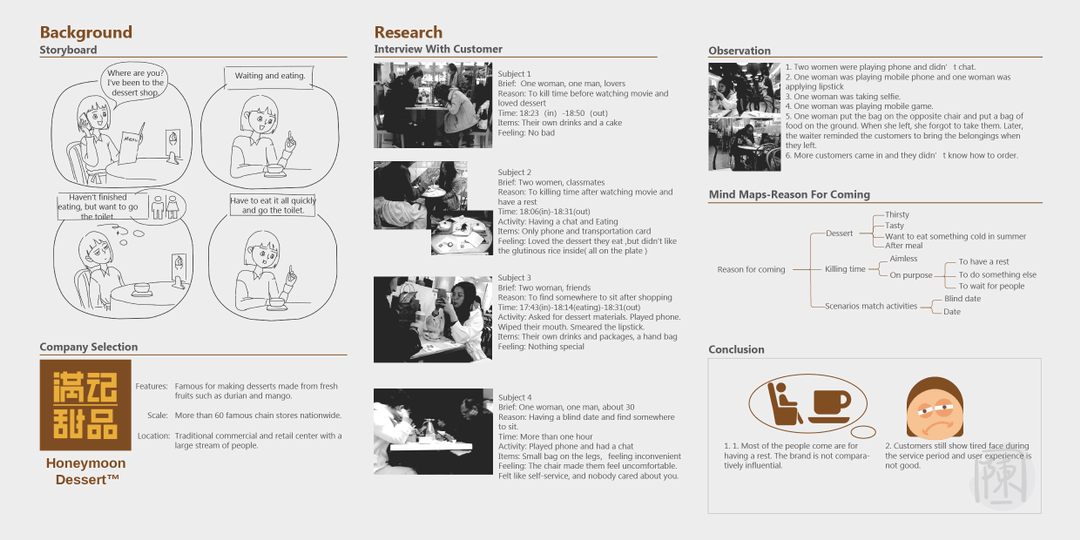 Background
Storyboard
Where are you?
I've been to the
dessert shop.
Menu
Waiting and eating.
Haven't finished
eating, but want to go
the toilet.
Have to eat it all quickly
and go the toilet.
Company Selection
满记
甜品
Honeymoon
Dessert™
Features: Famous for making desserts made from fresh
fruits such as durian and mango.
Scale: More than 60 famous chain stores nationwide.
Location: Traditional commercial and retail center with a
large stream of people.
Research
Interview With Customer
Subject 1
Brief: One woman, one man, lovers
Reason: To kill time before watching movie and
loved dessert
Time: 18:23 (in) -18:50 (out)
Items: Their own drinks and a cake
Feeling: No bad
Subject 2
Brief: Two women, classmates
Reason: To killing time after watching movie and
have a rest
Time: 18:06(in)-18:31(out)
Activity: Having a chat and Eating
Items: Only phone and transportation card
Feeling: Loved the dessert they eat ,but didn't like
the glutinous rice inside( all on the plate )
Subject 3
Brief: Two woman, friends
Reason: To find somewhere to sit after shopping
Time: 17:43(in)-18:14(eating)-18:31(out)
Activity: Asked for dessert materials. Played phone.
Wiped their mouth. Smeared the lipstick.
Items: Their own drinks and packages, a hand bag
Feeling: Nothing special
Subject 4
Brief: One woman, one man, about 30
Reason: Having a blind date and find somewhere
to sit.
Time: More than one hour
Activity: Played phone and had a chat
Items: Small bag on the legs, feeling inconvenient
Feeling: The chair made them feel uncomfortable.
Felt like self-service, and nobody cared about you.
Observation
1. Two women were playing phone and didn' t chat.
2. One woman was playing mobile phone and one woman was
applying lipstick
3. One woman was taking selfie.
4. One woman was playing mobile game.
5. One woman put the bag on the opposite chair and put a bag of
food on the ground. When she left, she forgot to take them. Later,
the waiter reminded the customers to bring the belongings when
they left.
6. More customers came in and they didn' t know how to order.
Mind Maps-Reason For Coming
Reason for coming
Dessert
Thirsty
Tasty
Want to eat something cold in summer
After meal
Killing time
Aimless
On purpose
To have a rest
To do something else
To wait for people
Scenarios match activities
Blind date
Date
Conclusion
1. 1. Most of the people come are for
having a rest. The brand is not compara-
tively influential.
2. Customers still show tired face during
the service period and user experience is
not good.
陳